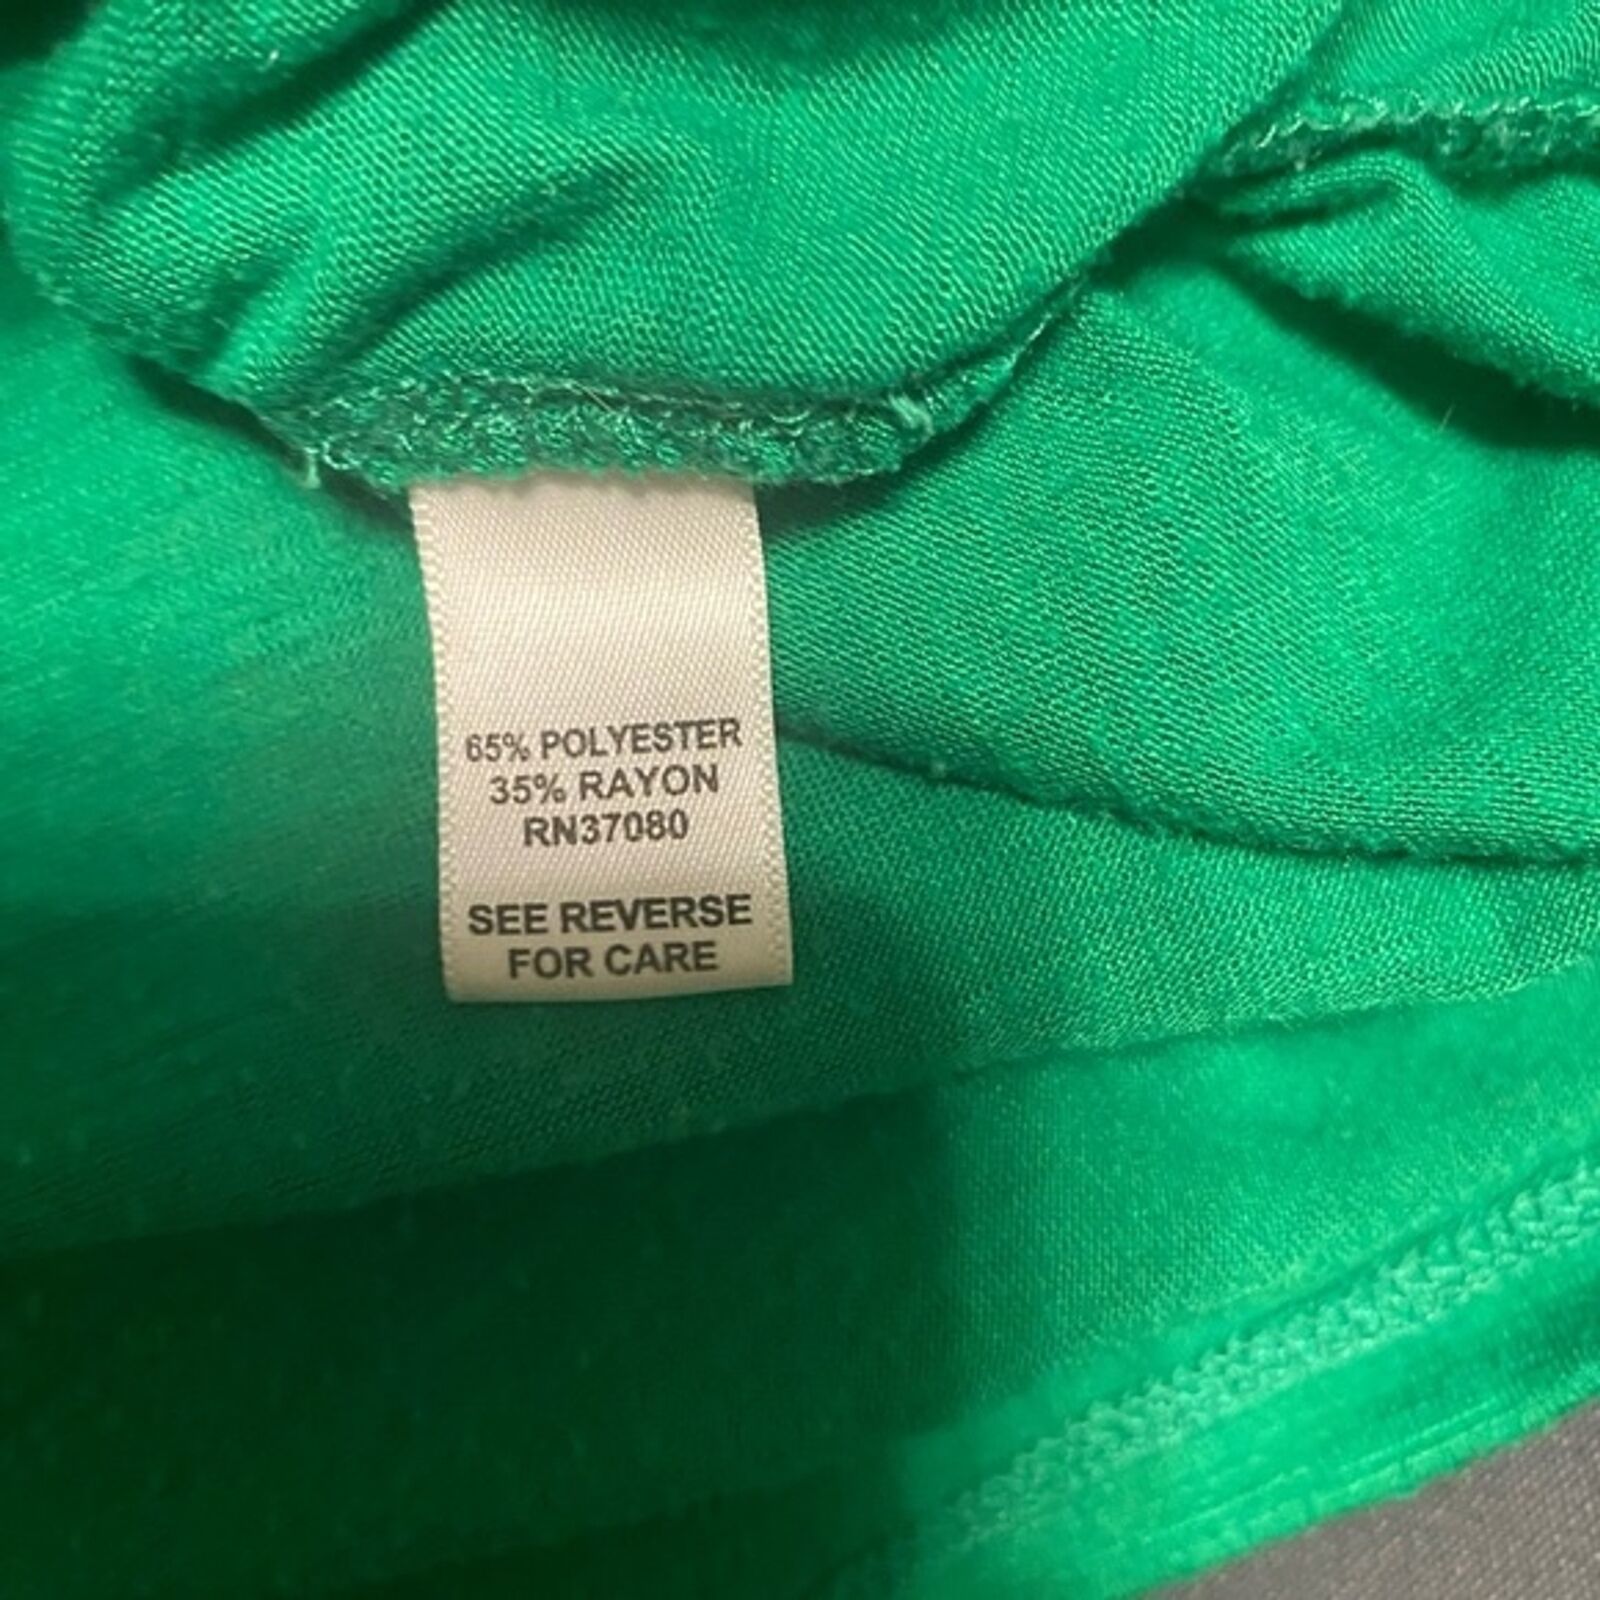 65% POLYESTER
35% RAYON
RN37080
SEE REVERSE
FOR CARE